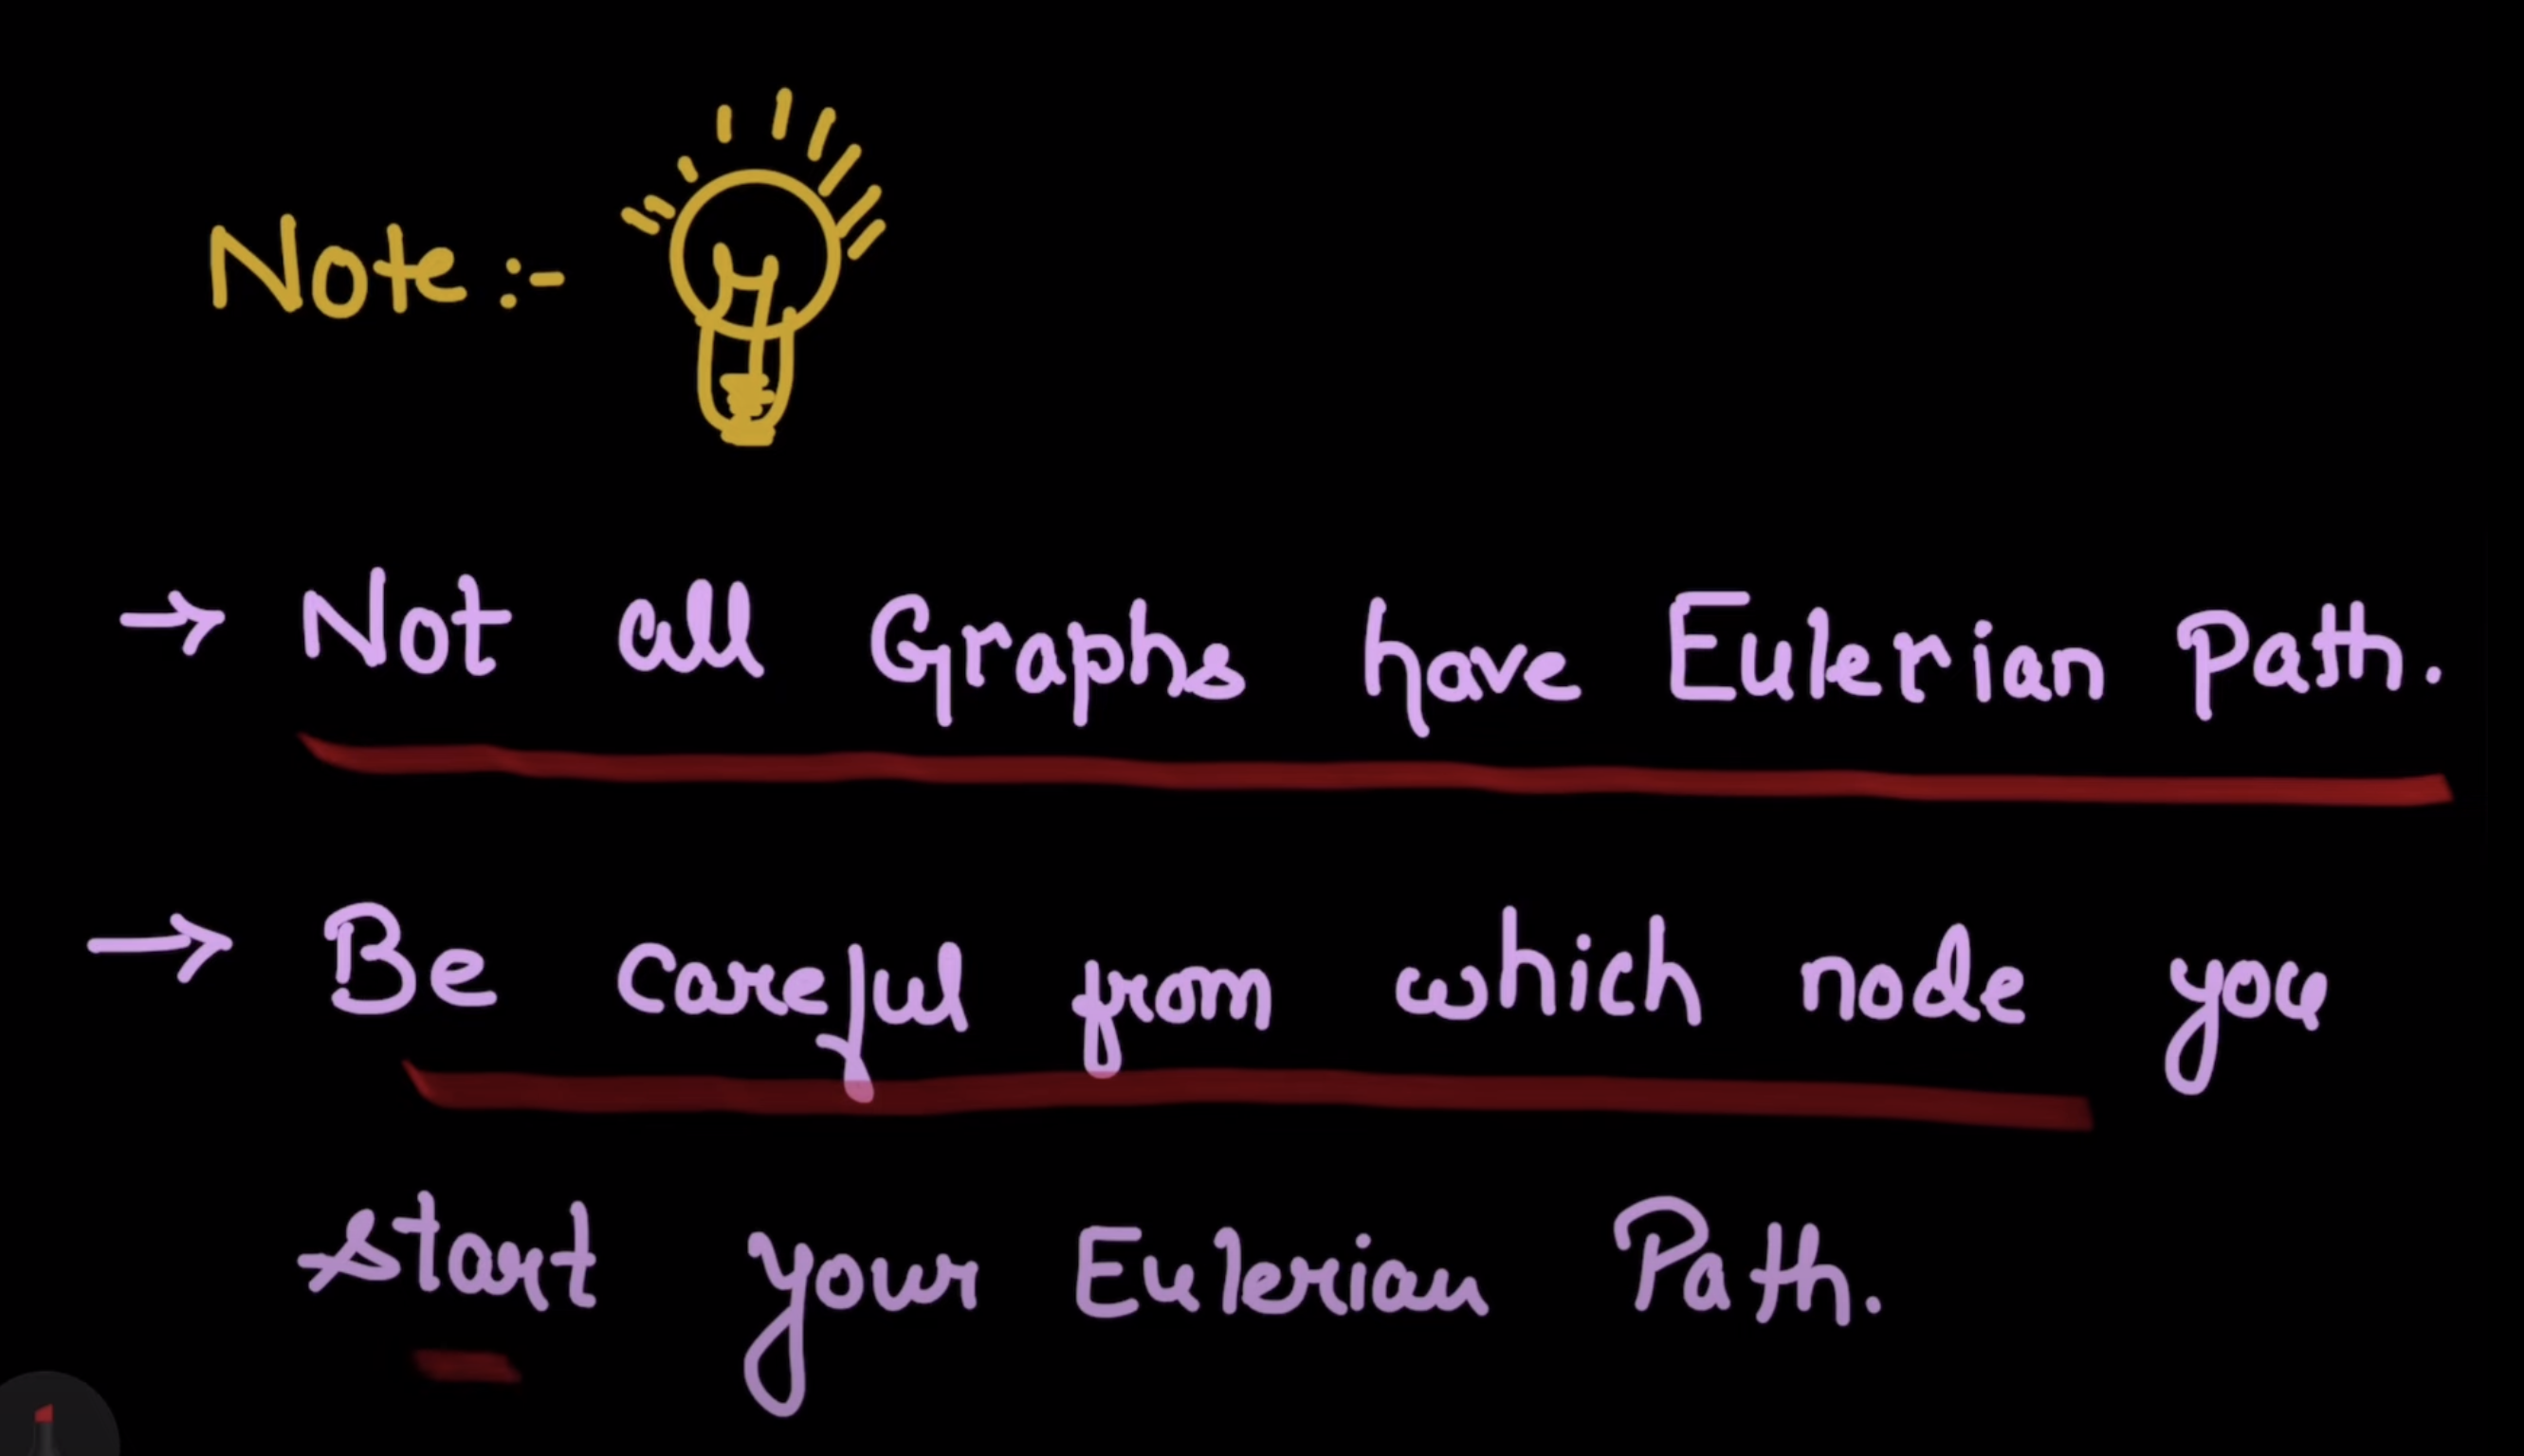 Note :-
→ Not all Graphs have Eulerian Path.
→ Be careful from which node you
start your Eulerian Path.